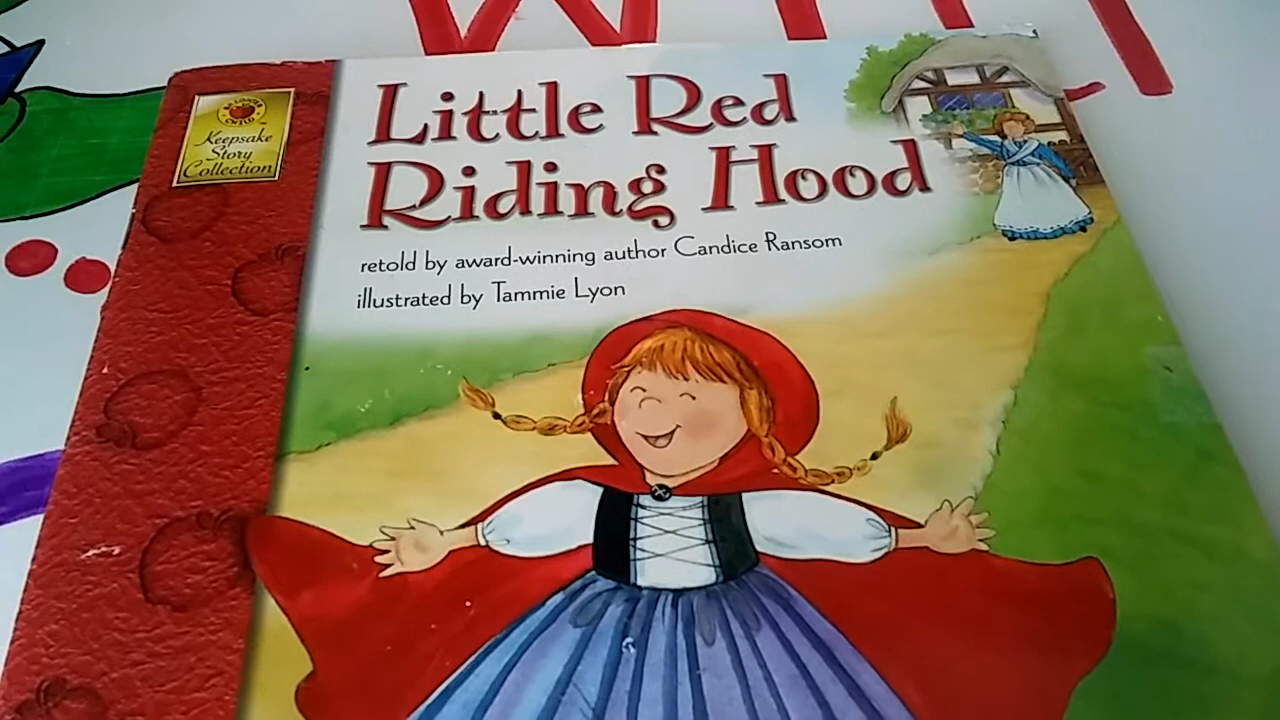 Little Red
Riding Hood
retold by award-winning author Candice Ransom
illustrated by Tammie Lyon
Keepsake
Story
Collection